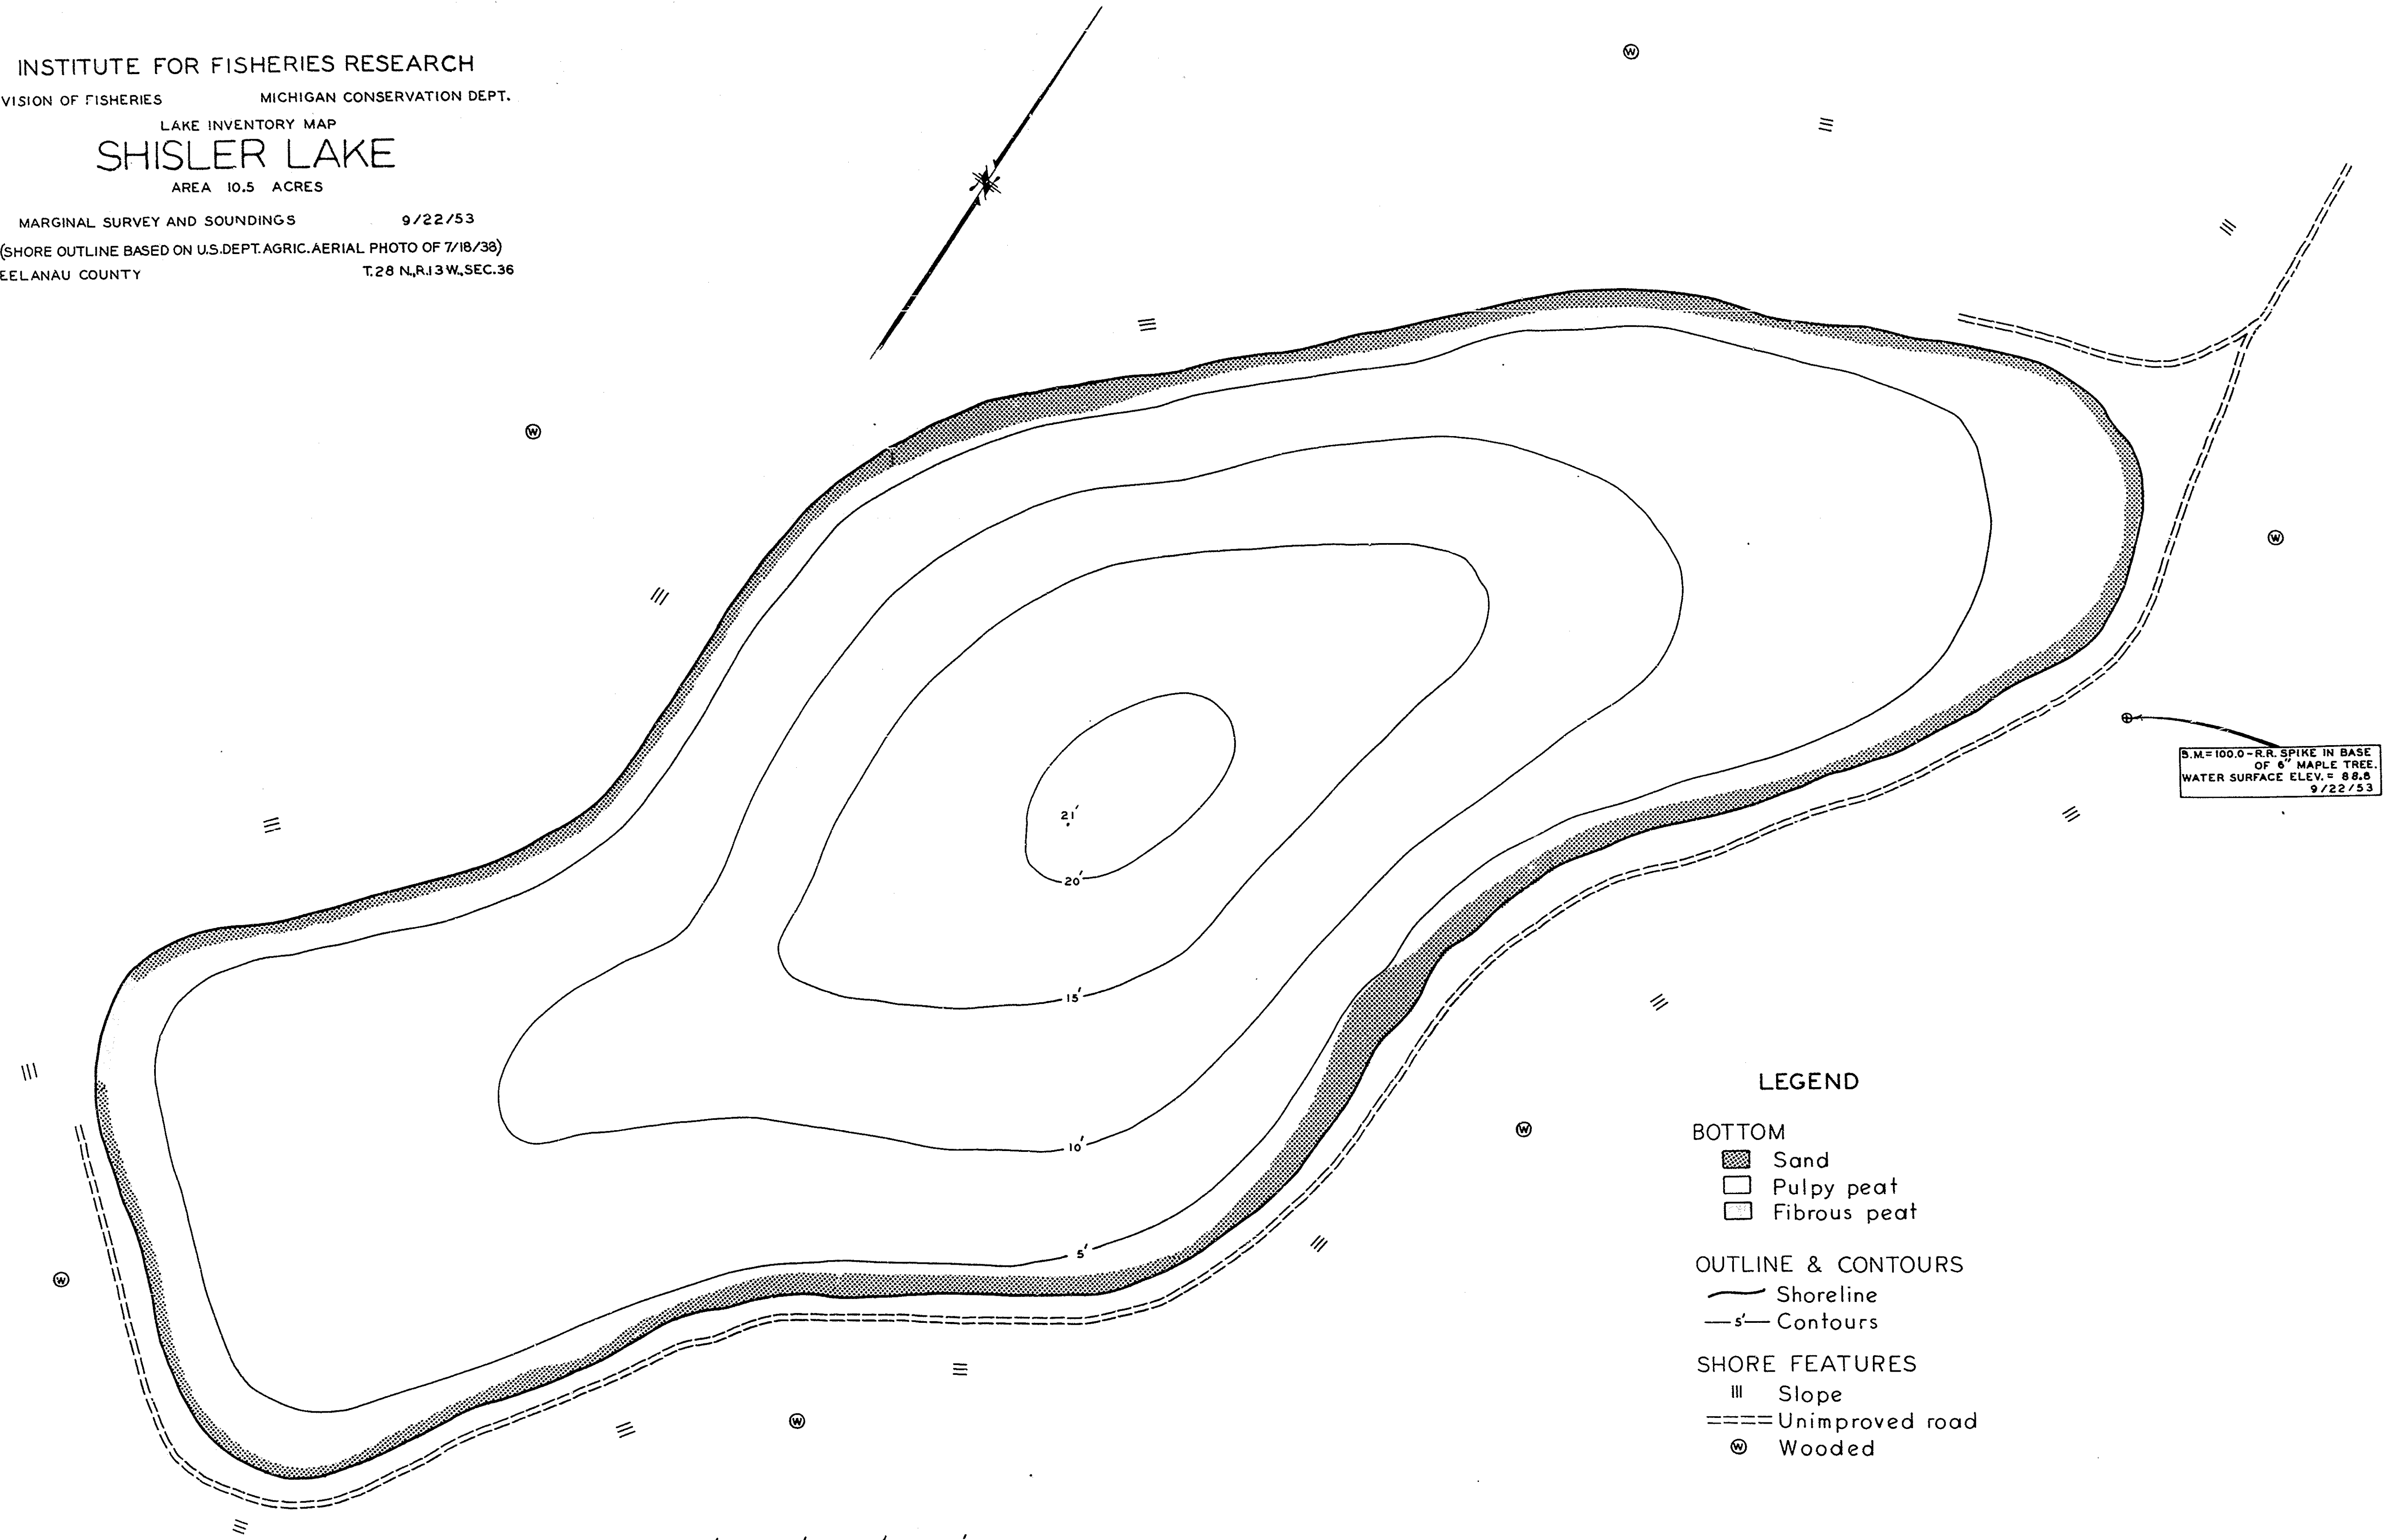 INSTITUTE FOR FISHERIES RESEARCH
VISION OF FISHERIES MICHIGAN CONSERVATION DEPT.
LAKE INVENTORY MAP
SHISLER LAKE
AREA 10.5 ACRES
MARGINAL SURVEY AND SOUNDINGS 9/22/53
(SHORE OUTLINE BASED ON U.S.DEPT.AGRIC.AERIAL PHOTO OF 7/18/38)
EELANAU COUNTY T.28 N.,R.13W.,SEC.36
W
W
W
B.M.=100.0-R.R. SPIKE IN BASE
OF 6" MAPLE TREE.
WATER SURFACE ELEV. = 88.8
9/22/53
21'
20'
15'
10'
5'
W
W
W
LEGEND
BOTTOM
Sand
Pulpy peat
Fibrous peat
OUTLINE & CONTOURS
Shoreline
5' Contours
SHORE FEATURES
Slope
Unimproved road
W Wooded